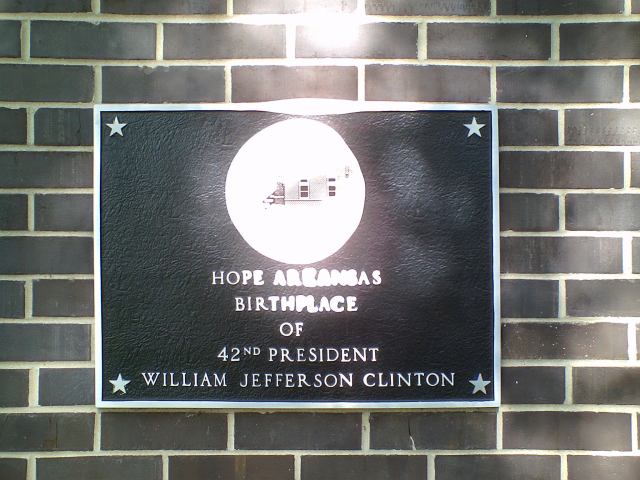 HOPE ARKANSAS
BIRTHPLACE
OF
42ND PRESIDENT
WILLIAM JEFFERSON CLINTON